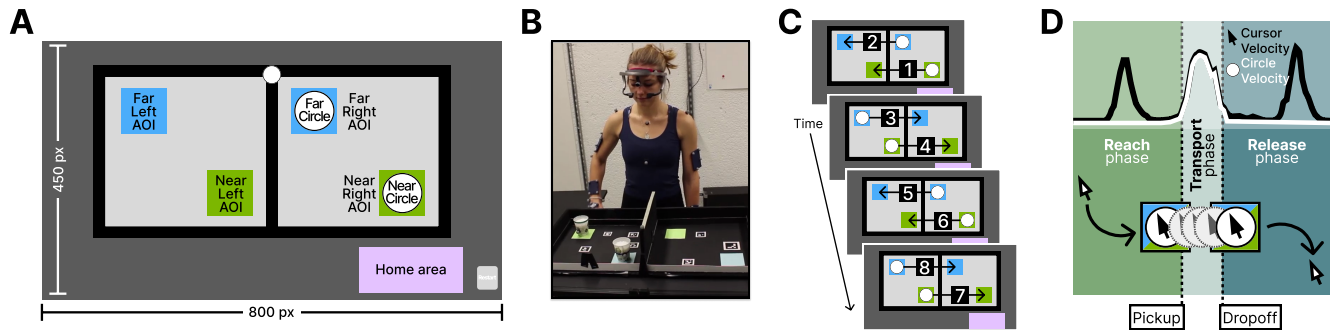 A
Far
Left
AOI
Far
Circle
Far
Right
AOI
Near
Left
AOI
Near
Right
AOI
Near
Circle
Home area
450 px
800 px
B
C
2
1
Time
3
4
5
6
8
7
D
Cursor
Velocity
Circle
Velocity
Reach
phase
Transport
phase
Release
phase
Pickup
Dropoff